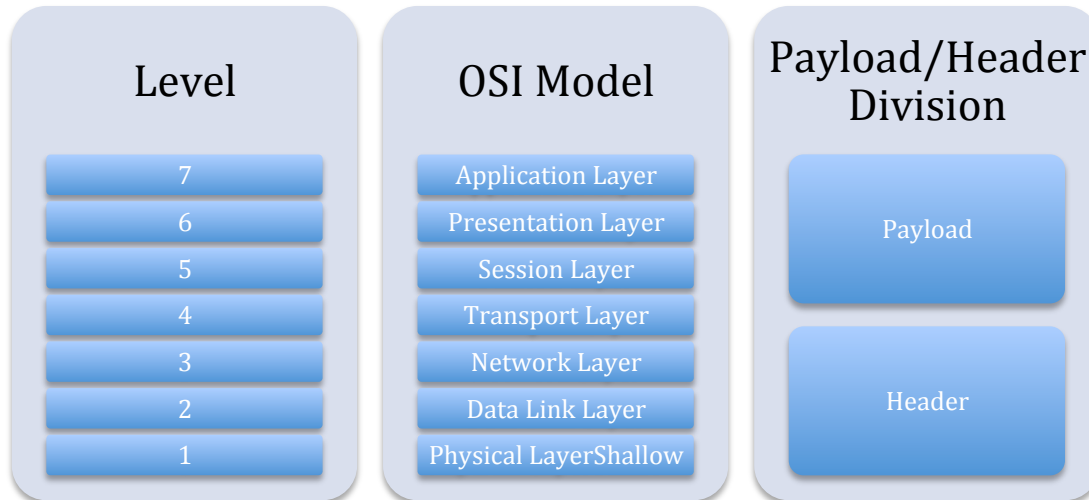 Level
7
6
5
4
3
2
1
OSI Model
Application Layer
Presentation Layer
Session Layer
Transport Layer
Network Layer
Data Link Layer
Physical LayerShallow
Payload/Header
Division
Payload
Header